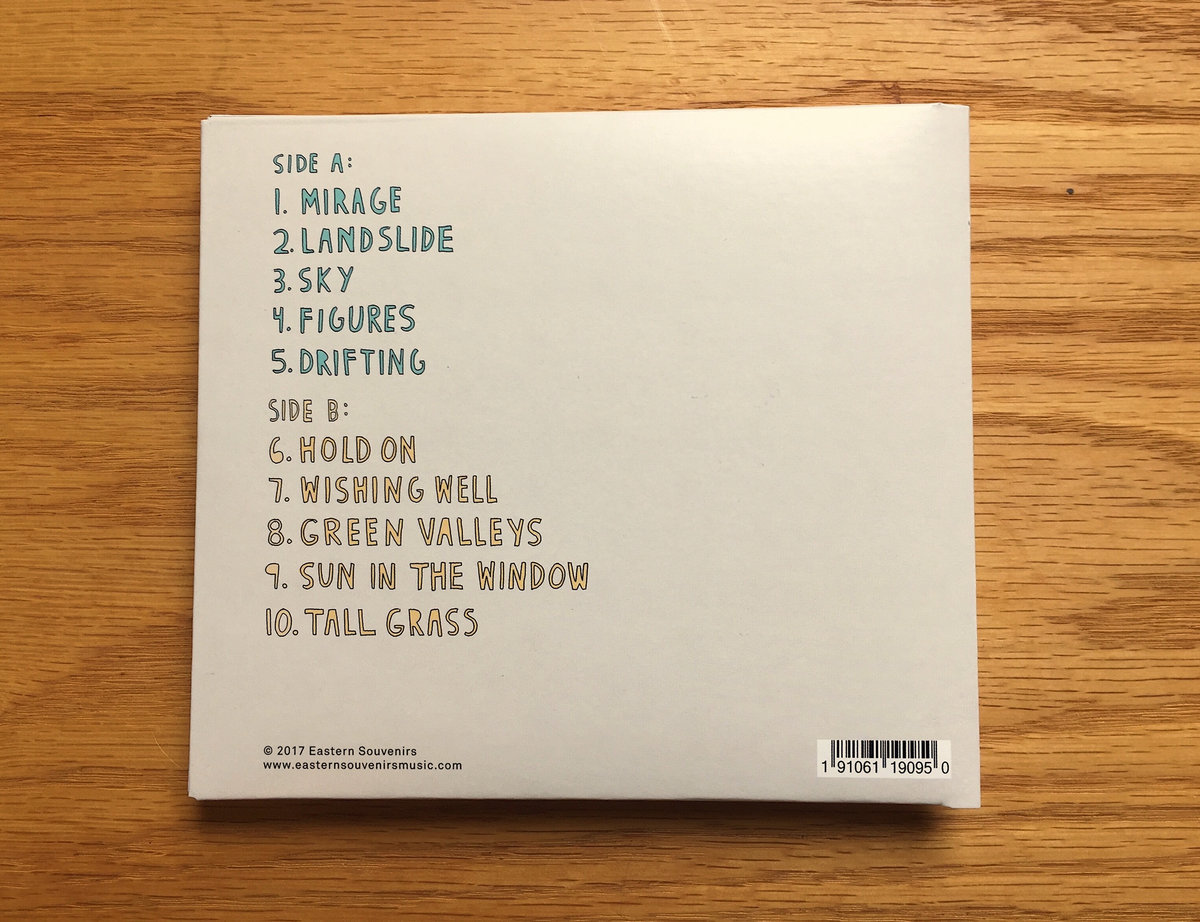 SIDE A:
1. MIRAGE
2. LANDSLIDE
3. SKY
4. FIGURES
5. DRIFTING
SIDE B:
6. HOLD ON
7. WISHING WELL
8. GREEN VALLEYS
9. SUN IN THE WINDOW
10. TALL GRASS
© 2017 Eastern Souvenirs
www.easternsouvenirsmusic.com
1 91061 19095 0